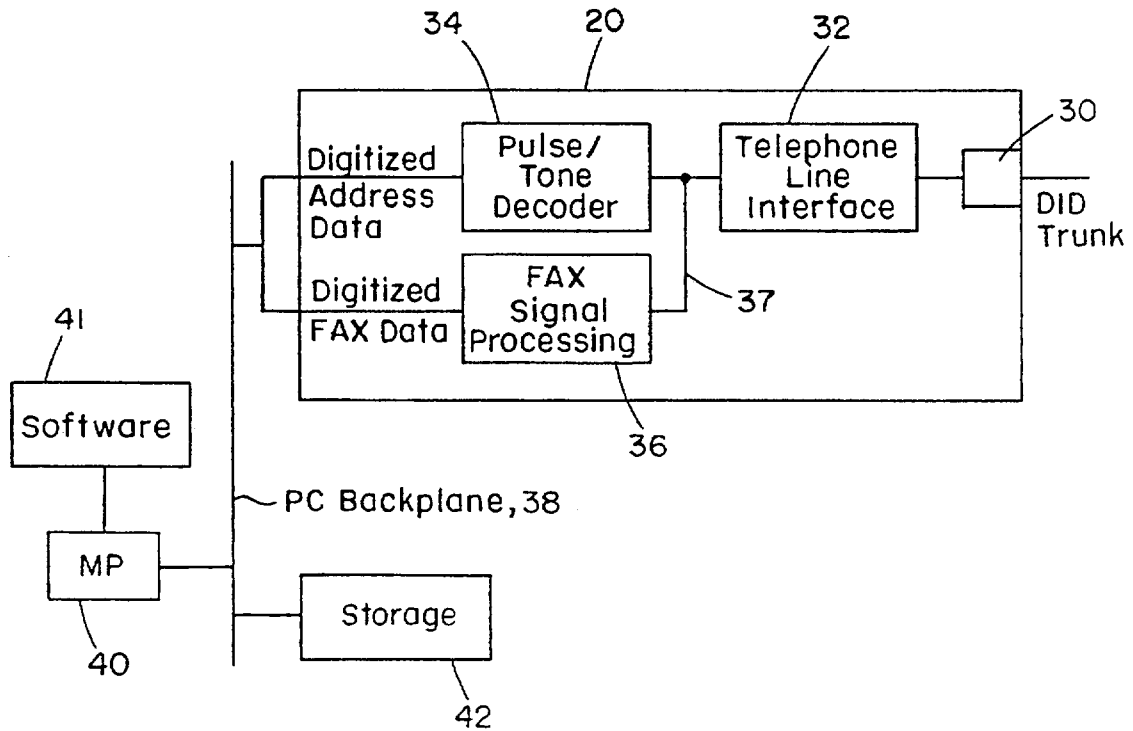 34
20
32
30
Pulse/
Tone
Decoder
Telephone
Line
Interface
DID
Trunk
Digitized
Address
Data
Digitized
FAX Data
FAX
Signal
Processing
37
36
41
Software
PC Backplane, 38
MP
40
Storage
42